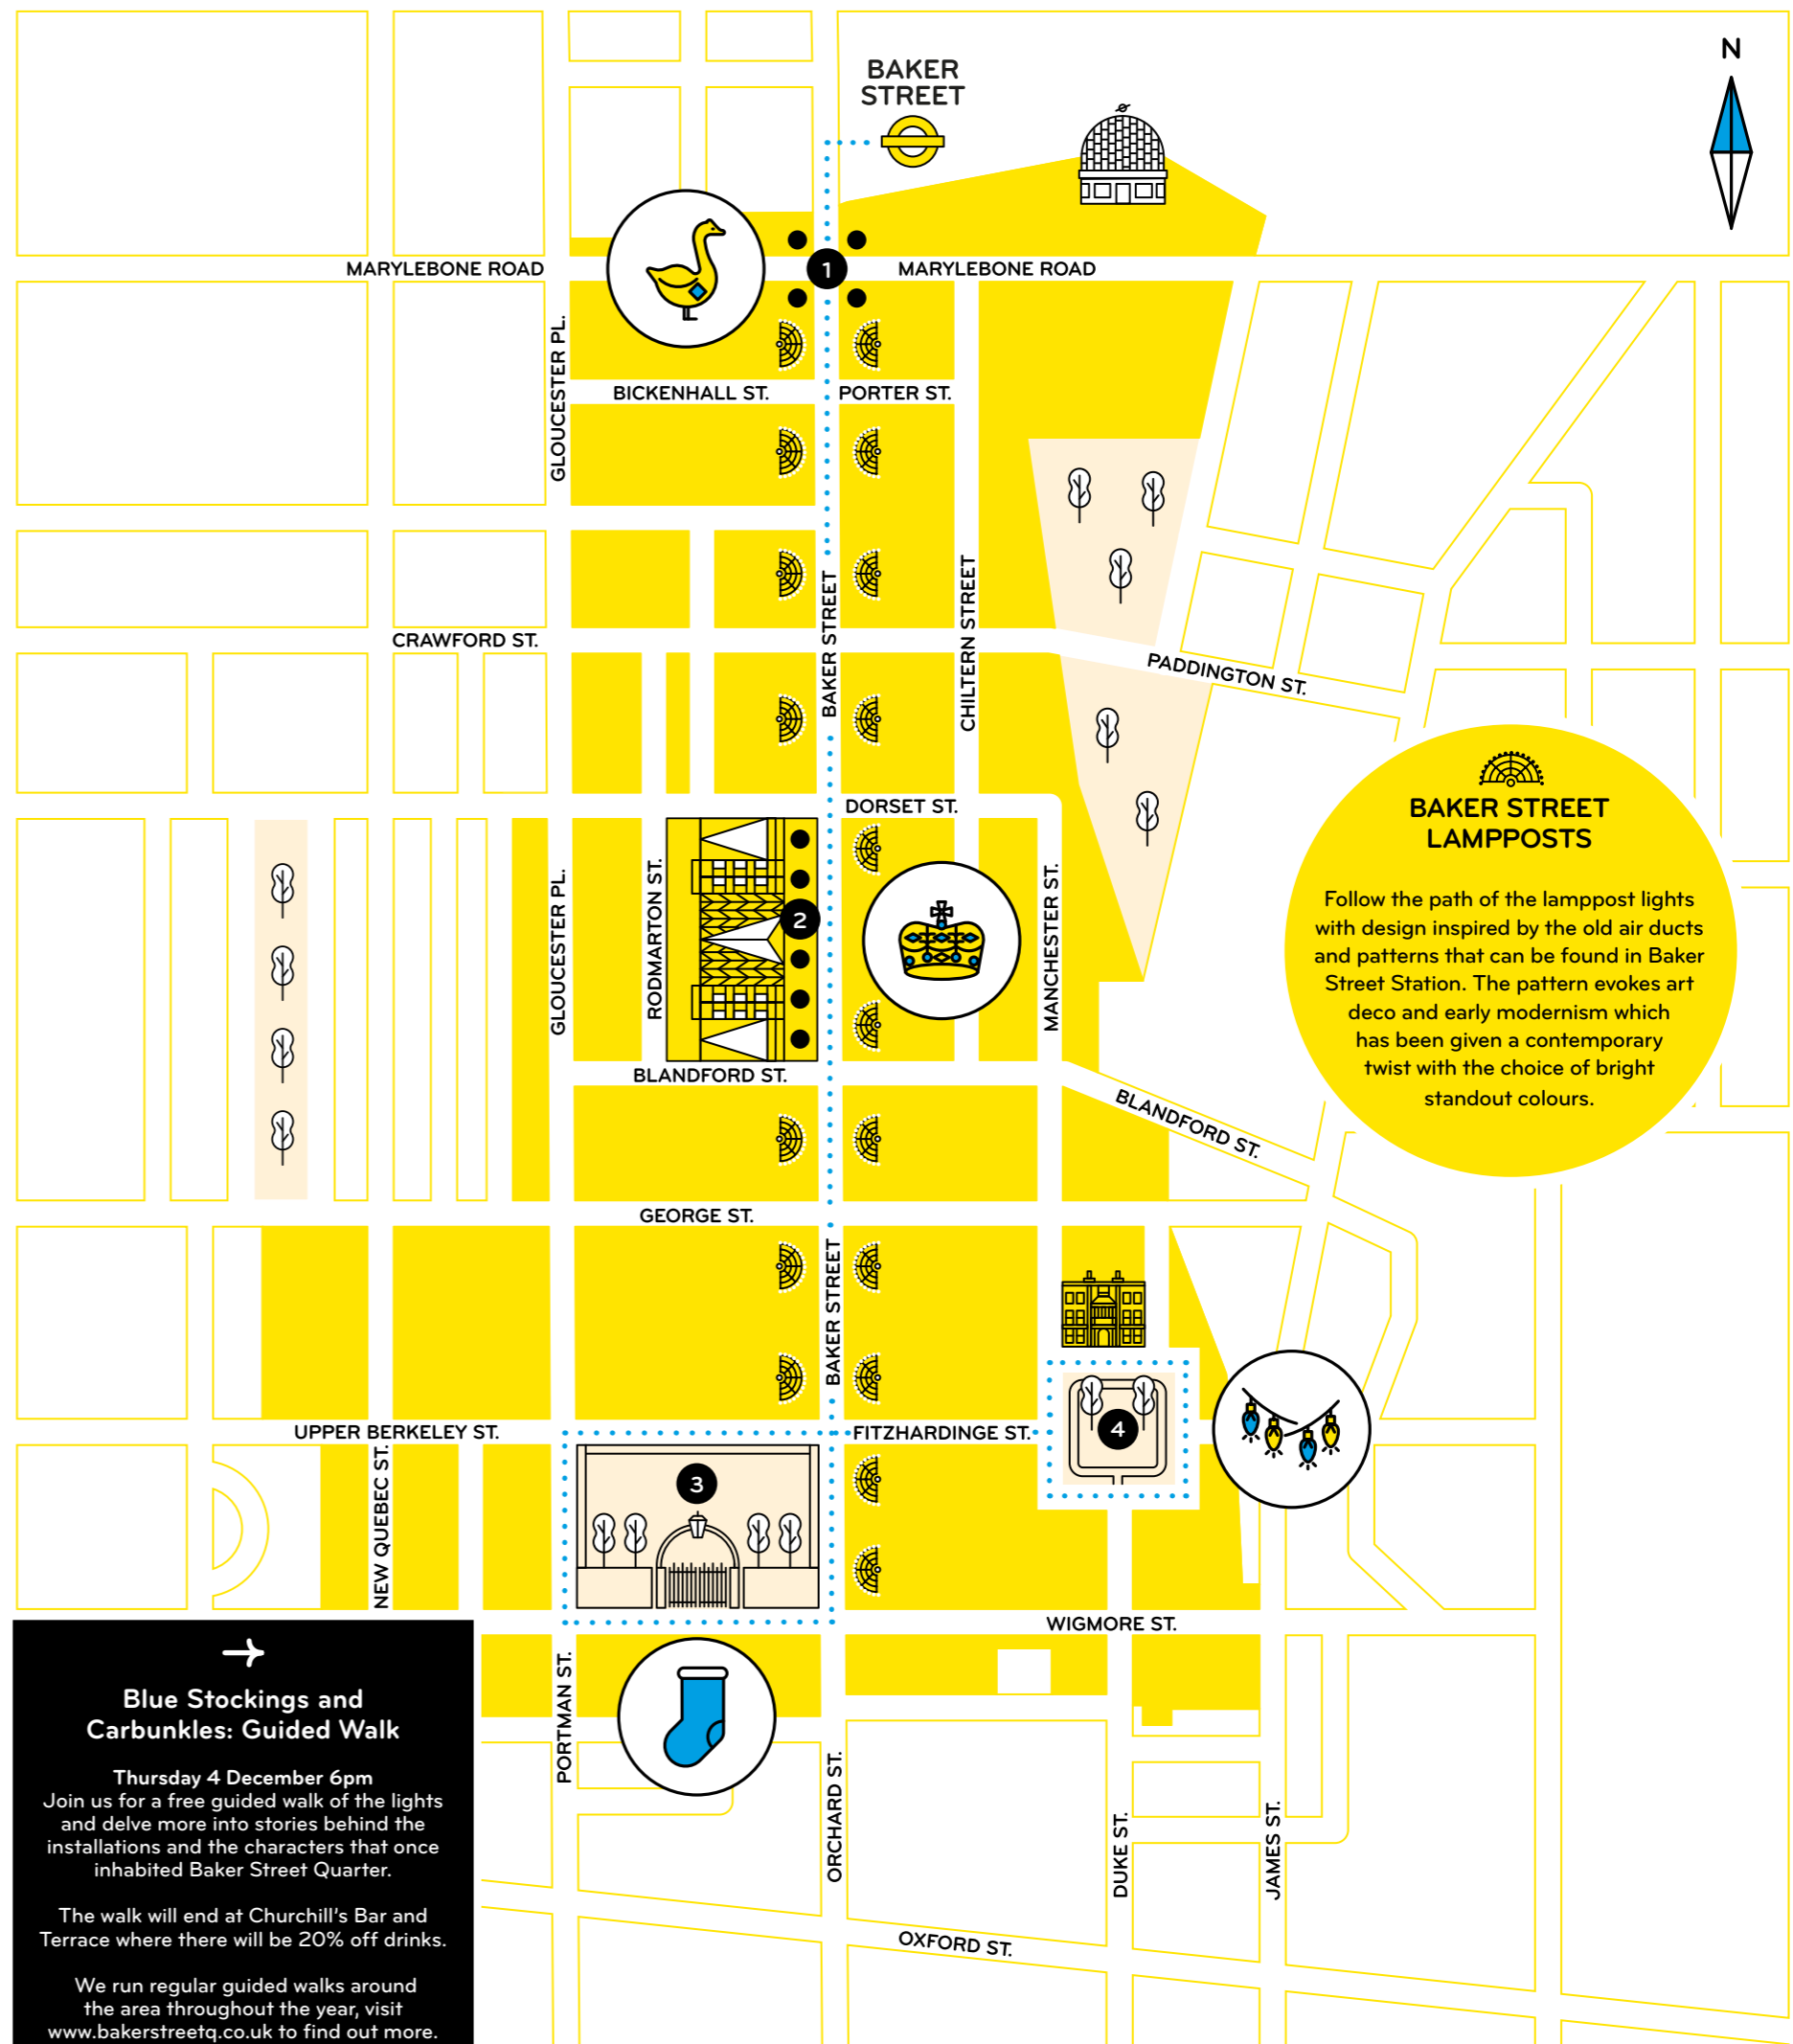 BAKER
STREET
N
MARYLEBONE ROAD
1
MARYLEBONE ROAD
GLOUCESTER PL.
BICKENHALL ST.
PORTER ST.
BAKER STREET
CHILTERN STREET
CRAWFORD ST.
PADDINGTON ST.
DORSET ST.
GLOUCESTER PL.
RODMARTON ST.
2
MANCHESTER ST.
BAKER STREET
LAMPPOSTS
Follow the path of the lamppost lights
with design inspired by the old air ducts
and patterns that can be found in Baker
Street Station. The pattern evokes art
deco and early modernism which
has been given a contemporary
twist with the choice of bright
standout colours.
BLANDFORD ST.
BLANDFORD ST.
GEORGE ST.
BAKER STREET
UPPER BERKELEY ST.
FITZHARDINGE ST.
4
NEW QUEBEC ST.
3
WIGMORE ST.
PORTMAN ST.
ORCHARD ST.
DUKE ST.
JAMES ST.
OXFORD ST.
Blue Stockings and
Carbunkles: Guided Walk
Thursday 4 December 6pm
Join us for a free guided walk of the lights
and delve more into stories behind the
installations and the characters that once
inhabited Baker Street Quarter.
The walk will end at Churchill's Bar and
Terrace where there will be 20% off drinks.
We run regular guided walks around
the area throughout the year, visit
www.bakerstreetq.co.uk to find out more.